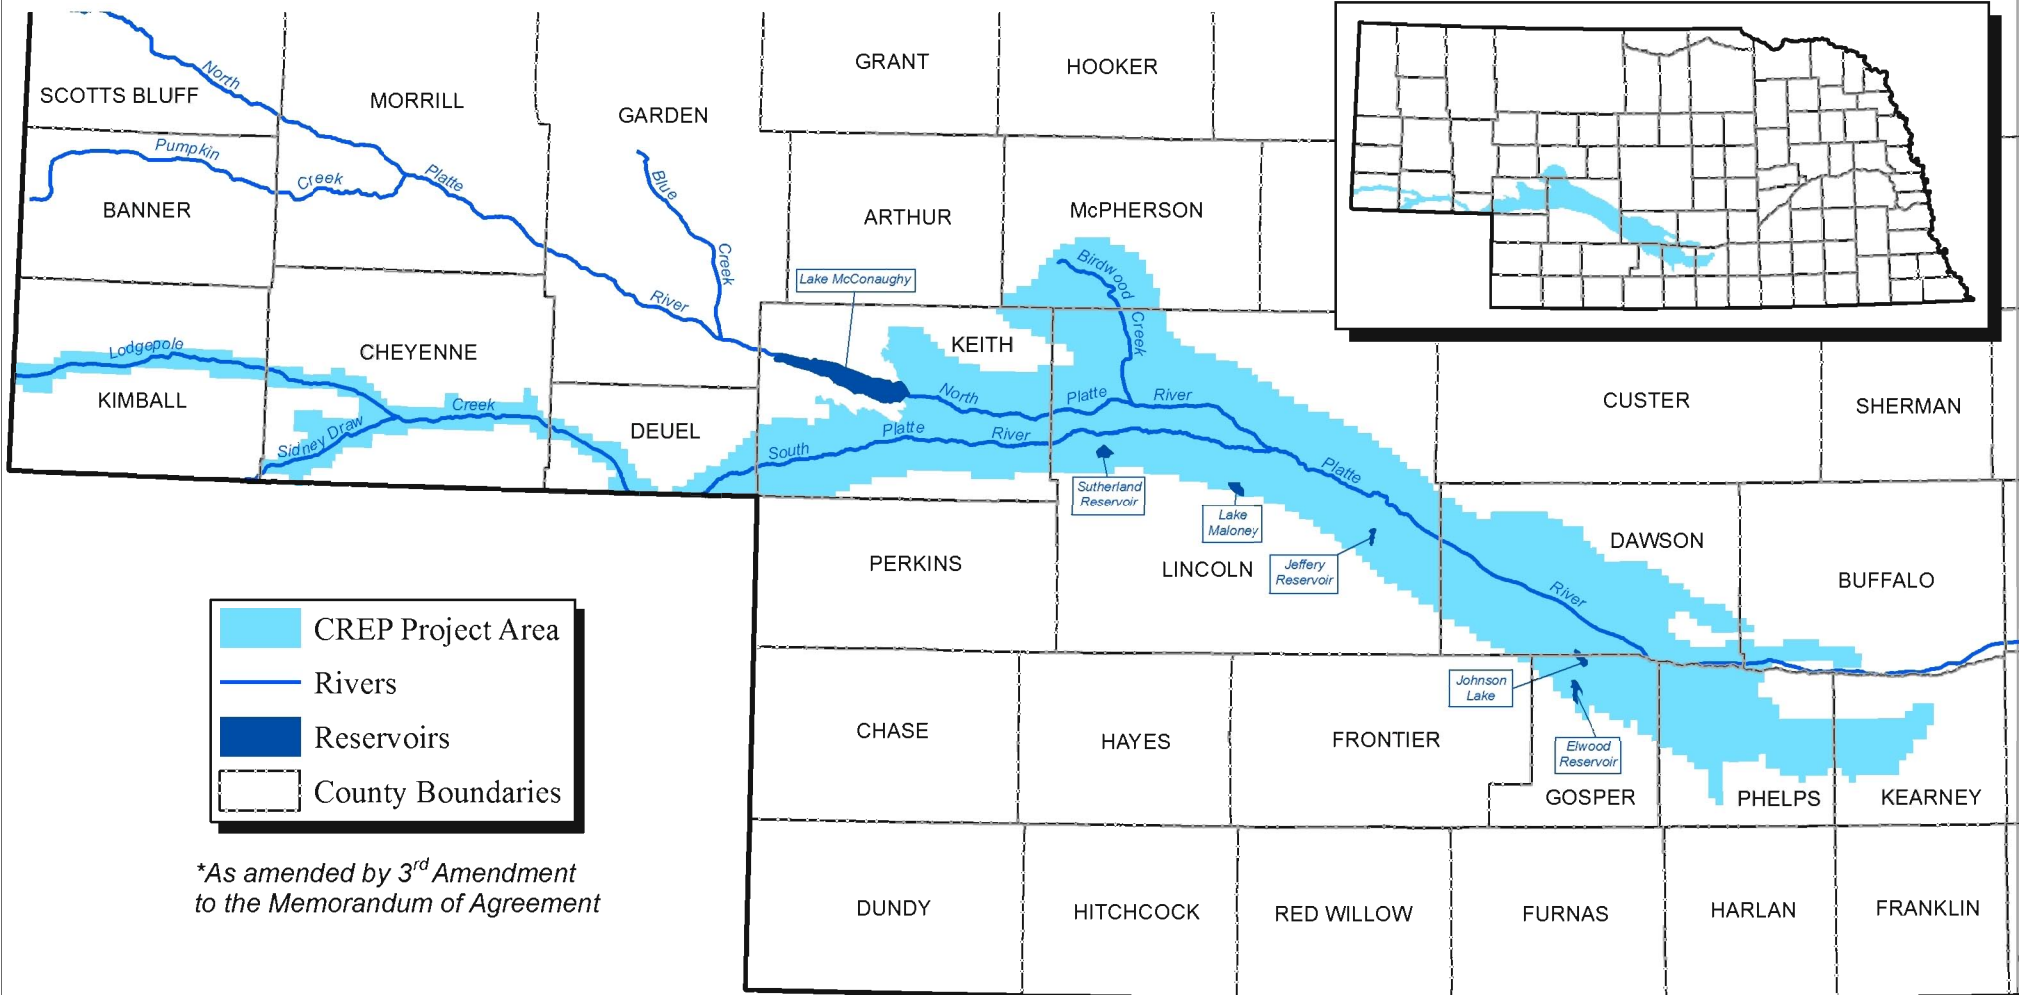 GRANT
HOOKER
North
SCOTTS BLUFF
MORRILL
GARDEN
Pumpkin
Creek
Platte
Blue
BANNER
ARTHUR
McPHERSON
Creek
Birdwood
Lake McConaughy
River
Creek
Lodgepole
CHEYENNE
KEITH
KIMBALL
Creek
North
Platte
River
CUSTER
SHERMAN
Sidney Draw
DEUEL
South
Platte
River
Platte
Sutherland
Reservoir
Lake
Maloney
DAWSON
PERKINS
LINCOLN
Jeffery
Reservoir
River
BUFFALO
CREP Project Area
Rivers
Reservoirs
County Boundaries
Johnson
Lake
CHASE
HAYES
FRONTIER
Elwood
Reservoir
GOSPER
PHELPS
KEARNEY
*As amended by 3rd Amendment
to the Memorandum of Agreement
DUNDY
HITCHCOCK
RED WILLOW
FURNAS
HARLAN
FRANKLIN